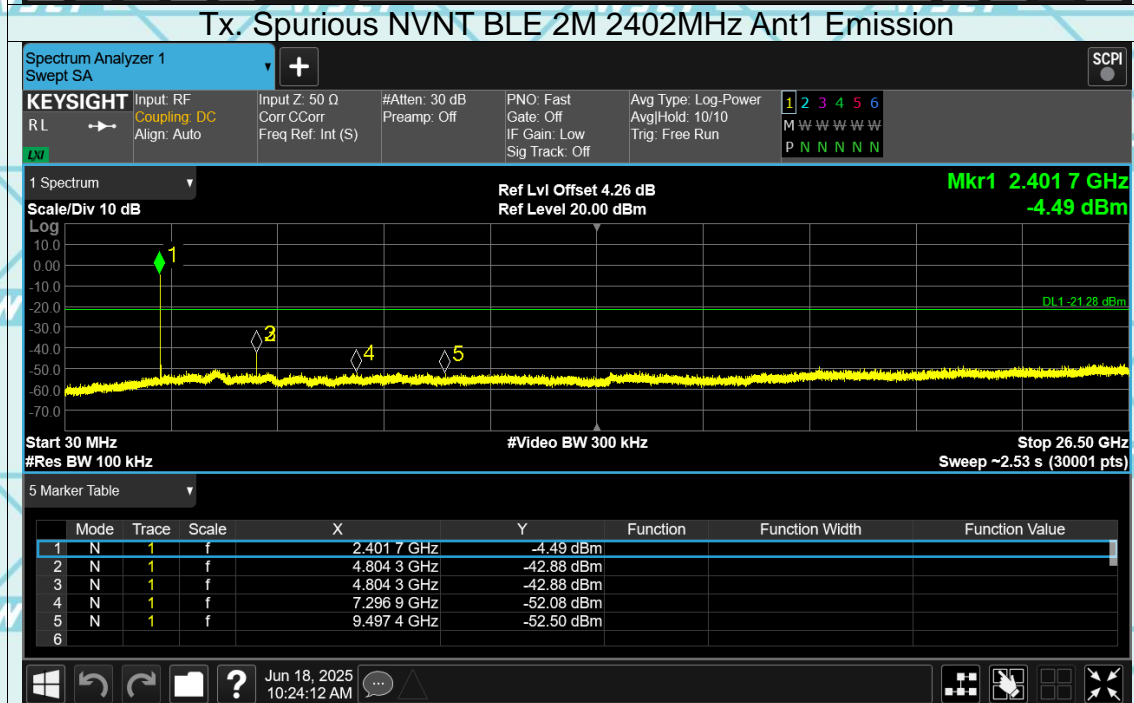 Tx. Spurious NVNT BLE 2M 2402MHz Ant1 Emission
Spectrum Analyzer 1
Swept SA
+
SCPI
KEYSIGHT
RL
LXI
Input: RF
Coupling: DC
Align: Auto
Input Z: 50 Ω
Corr CCorr
Freq Ref: Int (S)
#Atten: 30 dB
Preamp: Off
PNO: Fast
Gate: Off
IF Gain: Low
Sig Track: Off
Avg Type: Log-Power
Avg|Hold: 10/10
Trig: Free Run
1 2 3 4 5 6
M W W W W W
P N N N N N
1 Spectrum
Scale/Div 10 dB
Ref Lvl Offset 4.26 dB
Ref Level 20.00 dBm
Mkr1 2.401 7 GHz
-4.49 dBm
Log
10.0
0.00
-10.0
-20.0
-30.0
-40.0
-50.0
-60.0
-70.0
1
3
4
5
DL1 -21.28 dBm
Start 30 MHz
#Res BW 100 kHz
#Video BW 300 kHz
Stop 26.50 GHz
Sweep ~2.53 s (30001 pts)
5 Marker Table
Mode Trace Scale X Y Function Function Width Function Value
1 N 1 f 2.401 7 GHz -4.49 dBm
2 N 1 f 4.804 3 GHz -42.88 dBm
3 N 1 f 4.804 3 GHz -42.88 dBm
4 N 1 f 7.296 9 GHz -52.08 dBm
5 N 1 f 9.497 4 GHz -52.50 dBm
6
?
Jun 18, 2025
10:24:12 AM